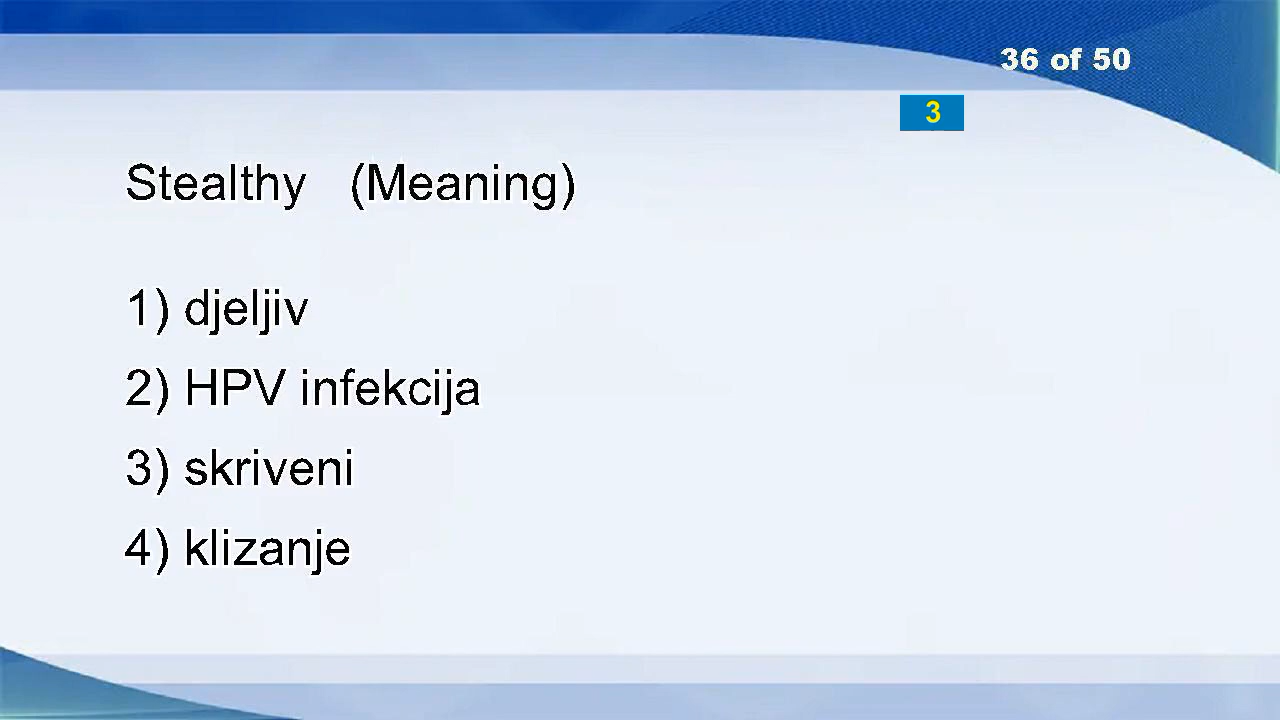 36 of 50
3
Stealthy (Meaning)
1) djeljiv
2) HPV infekcija
3) skriveni
4) klizanje